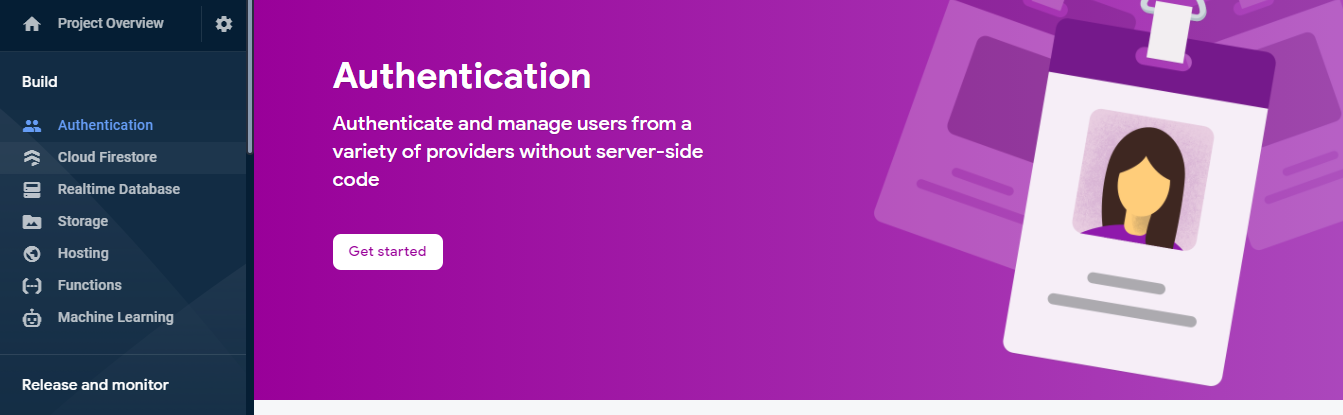 Project Overview
Build
Authentication
Cloud Firestore
Realtime Database
Storage
Hosting
Functions
Machine Learning
Release and monitor
Authentication
Authenticate and manage users from a
variety of providers without server-side
code
Get started